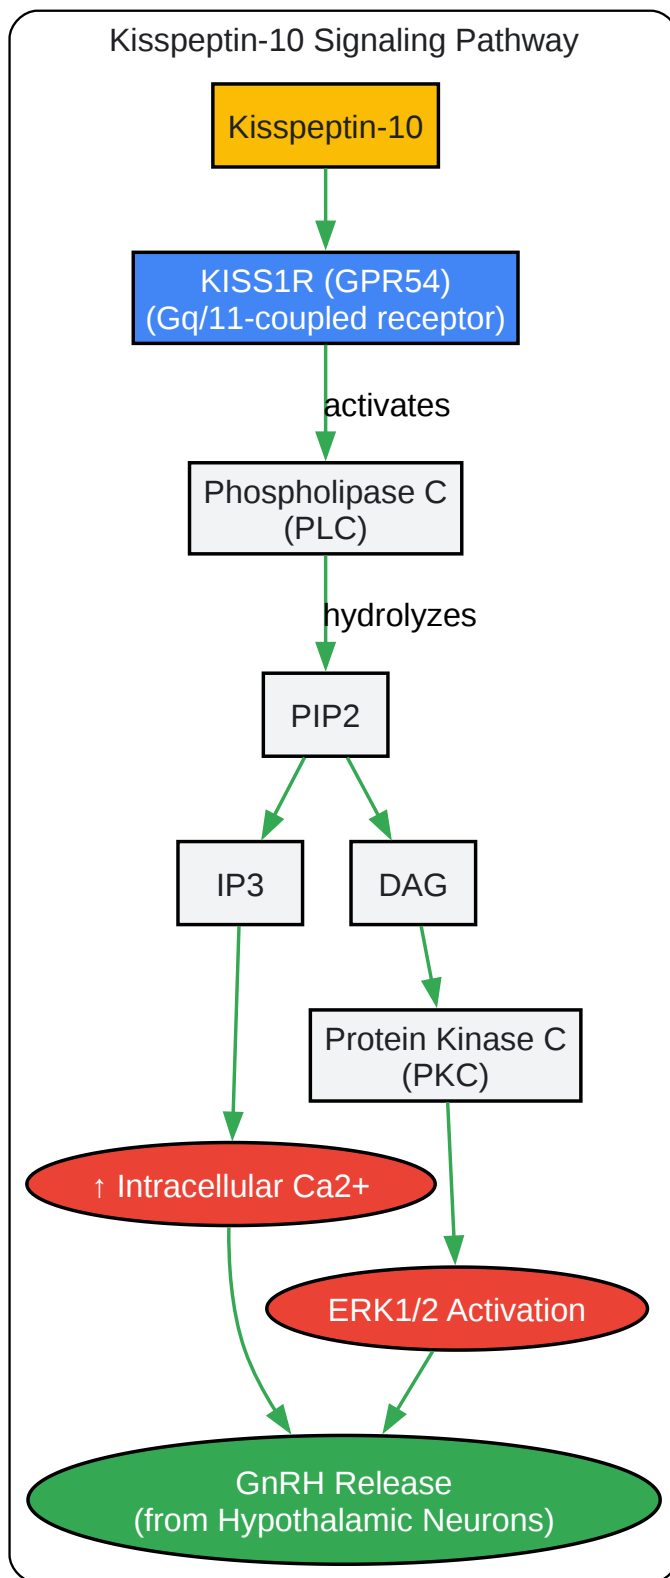 Kisspeptin-10 Signaling Pathway
Kisspeptin-10
KISS1R (GPR54)
(Gq/11-coupled receptor)
activates
Phospholipase C
(PLC)
hydrolyzes
PIP2
IP3
DAG
Protein Kinase C
(PKC)
↑ Intracellular Ca2+
ERK1/2 Activation
GnRH Release
(from Hypothalamic Neurons)